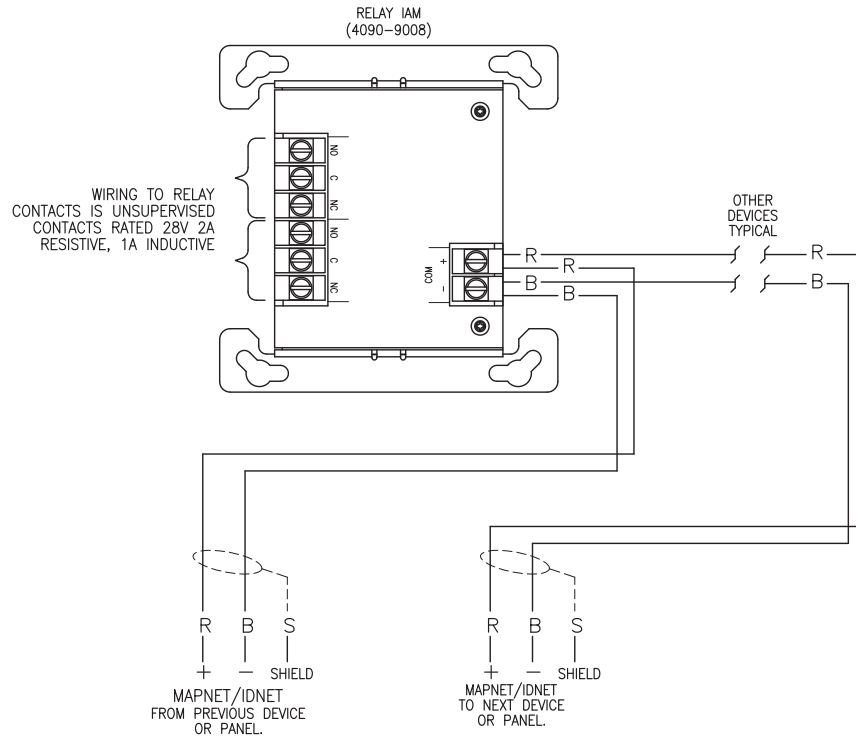 RELAY IAM
(4090-9008)
NO
C
NC
NO
C
NC
WIRING TO RELAY
CONTACTS IS UNSUPERVISED
CONTACTS RATED 28V 2A
RESISTIVE, 1A INDUCTIVE
COM
+
-
R
R
B
B
OTHER
DEVICES
TYPICAL
R
B
R B S
+ - SHIELD
MAPNET/IDNET
FROM PREVIOUS DEVICE
OR PANEL.
R B S
+ - SHIELD
MAPNET/IDNET
TO NEXT DEVICE
OR PANEL.